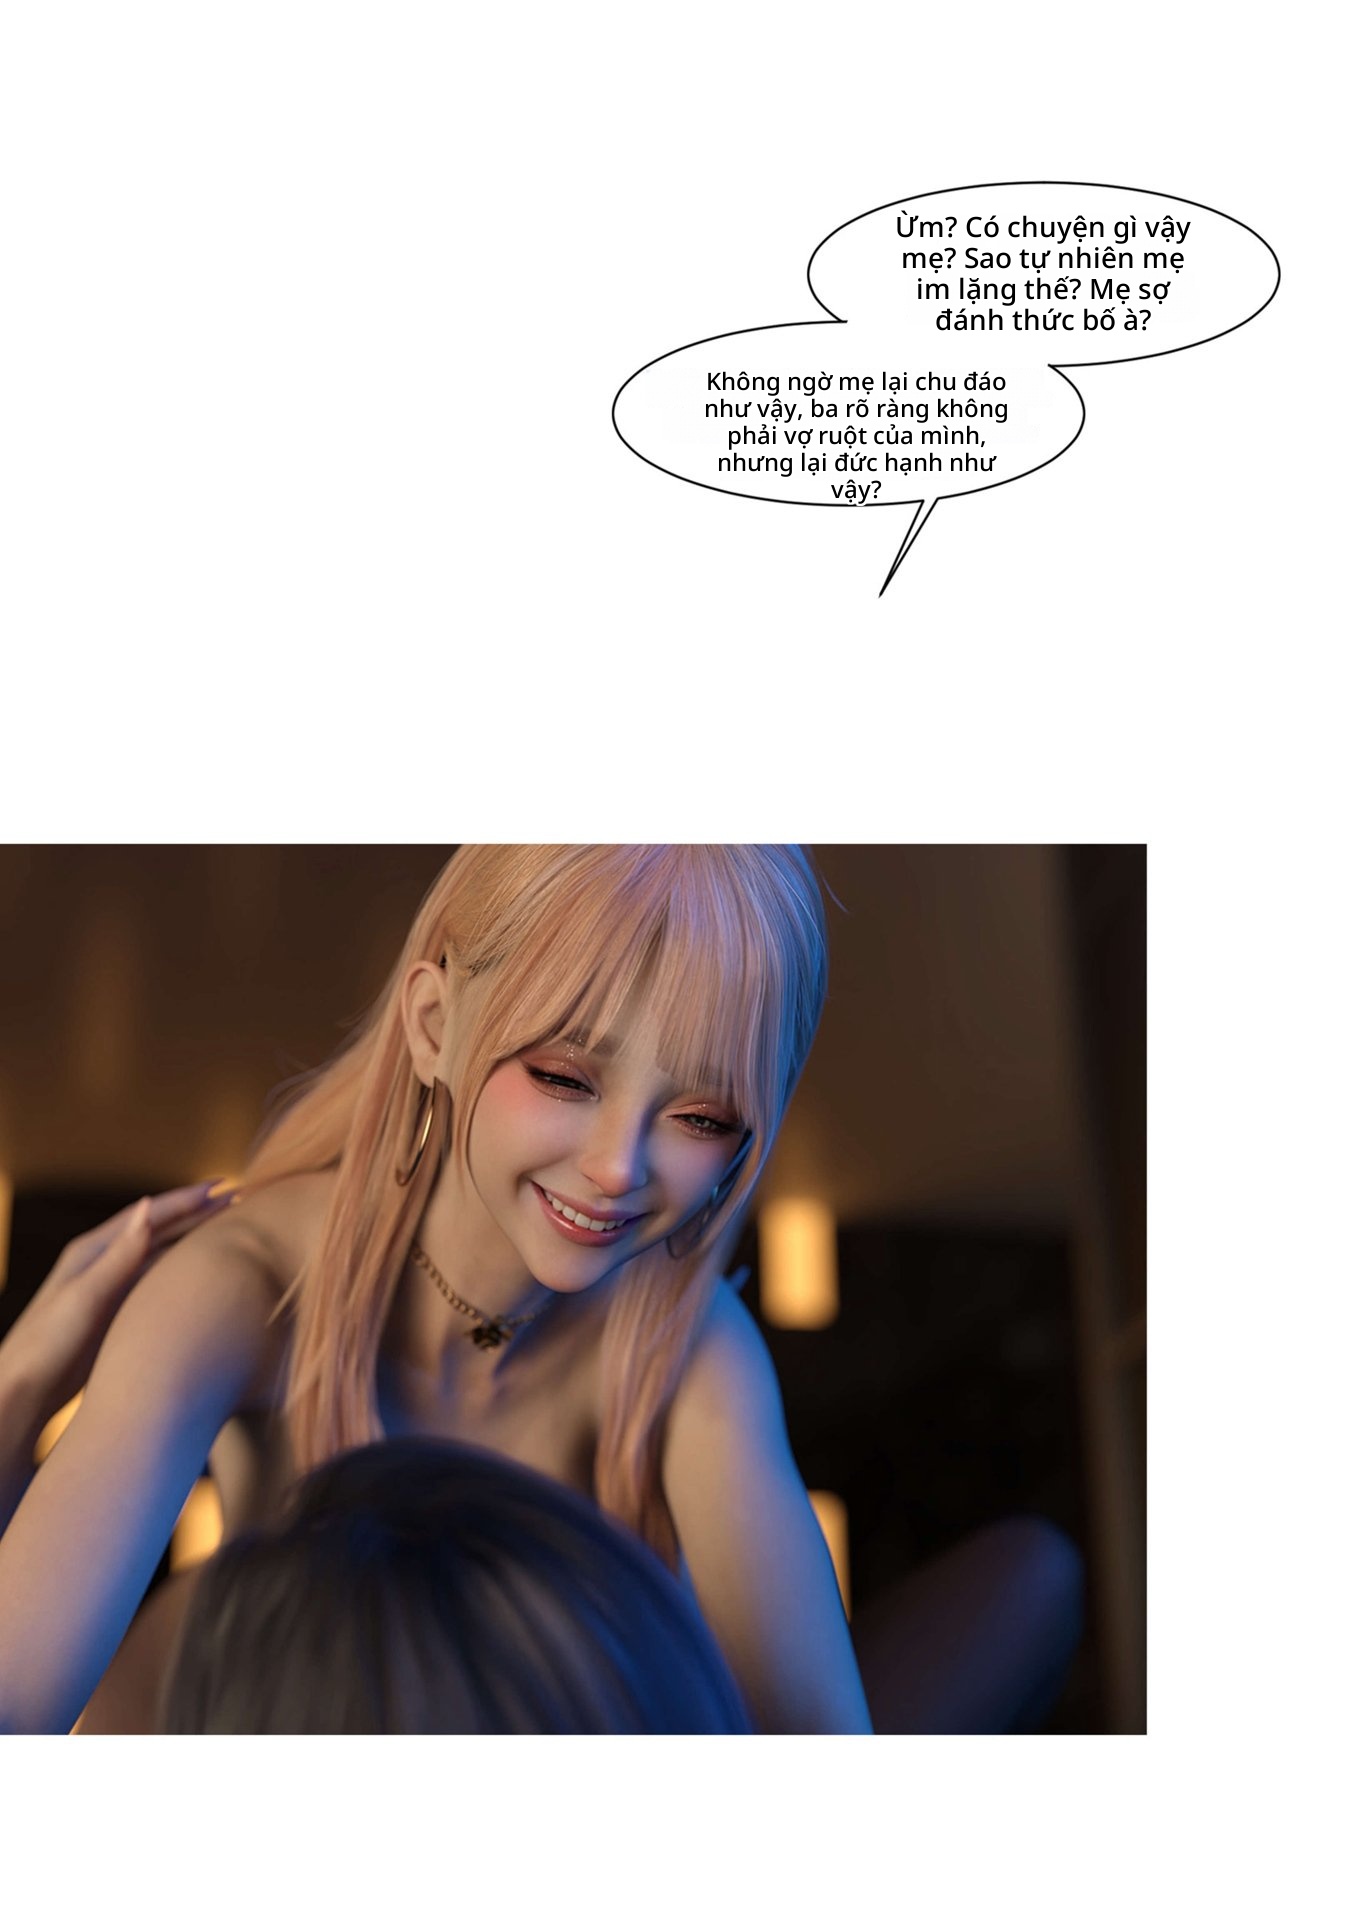 Ừm? Có chuyện gì vậy
mẹ? Sao tự nhiên mẹ
im lặng thế? Mẹ sợ
đánh thức bố à?
Không ngờ mẹ lại chu đáo
như vậy, ba rõ ràng không
phải vợ ruột của mình,
nhưng lại đức hạnh như
vậy?